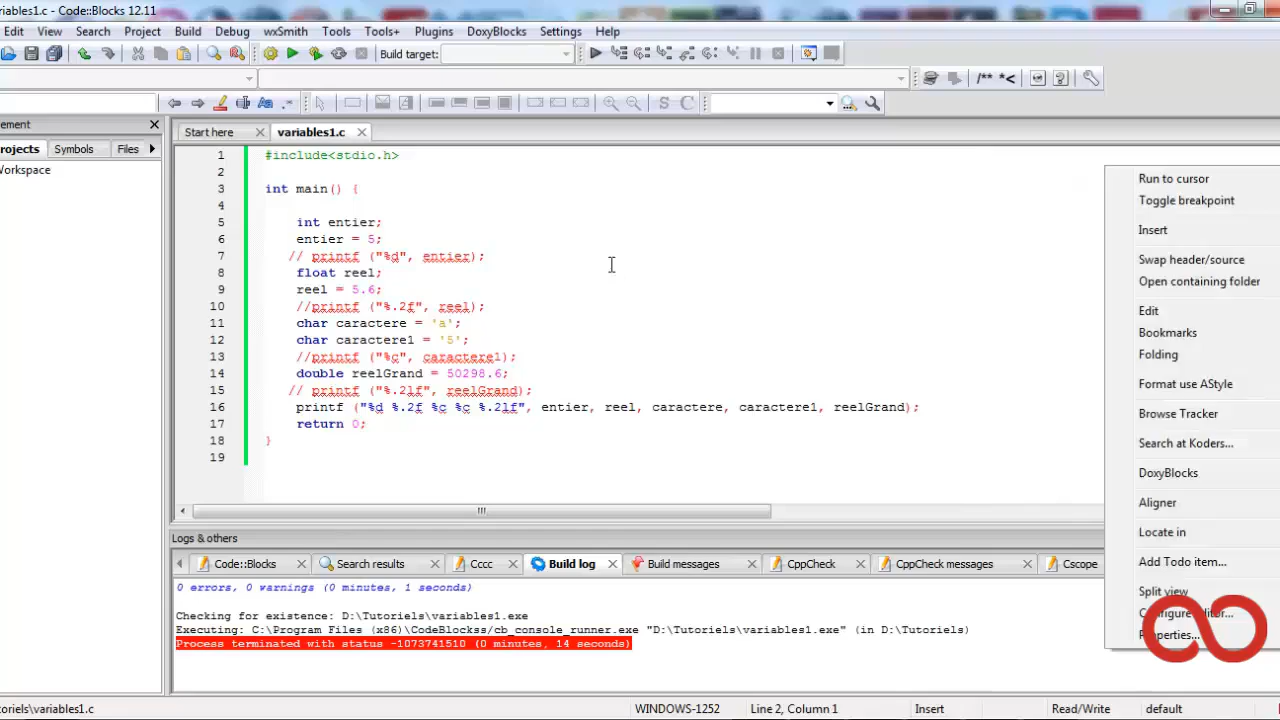 variables1.c - Code::Blocks 12.11
Edit View Search Project Build Debug wxSmith Tools Tools+ Plugins DoxyBlocks Settings Help
Build target:
/** *<
Start here variables1.c
rojects Symbols Files
Workspace
1 #include<stdio.h>
2
3 int main() {
4
5 int entier;
6 entier = 5;
7 // printf ("%d", entier);
8 float reel;
9 reel = 5.6;
10 //printf ("%.2f", reel);
11 char caractere = 'a';
12 char caractere1 = '5';
13 //printf ("%c", caractere1);
14 double reelGrand = 50298.6;
15 // printf ("%.2lf", reelGrand);
16 printf ("%d %.2f %c %c %.2lf", entier, reel, caractere, caractere1, reelGrand);
17 return 0;
18 }
19
Run to cursor
Toggle breakpoint
Insert
Swap header/source
Open containing folder
Edit
Bookmarks
Folding
Format use AStyle
Browse Tracker
Search at Koders...
DoxyBlocks
Aligner
Locate in
Add Todo item...
Split view
Configure editor...
Properties...
Logs & others
Code::Blocks Search results Cccc Build log Build messages CppCheck CppCheck messages Cscope
0 errors, 0 warnings (0 minutes, 1 seconds)
Checking for existence: D:\Tutoriels\variables1.exe
Executing: C:\Program Files (x86)\CodeBlockss/cb_console_runner.exe "D:\Tutoriels\variables1.exe" (in D:\Tutoriels)
Process terminated with status -1073741510 (0 minutes, 14 seconds)
toriels\variables1.c WINDOWS-1252 Line 2, Column 1 Insert Read/Write default